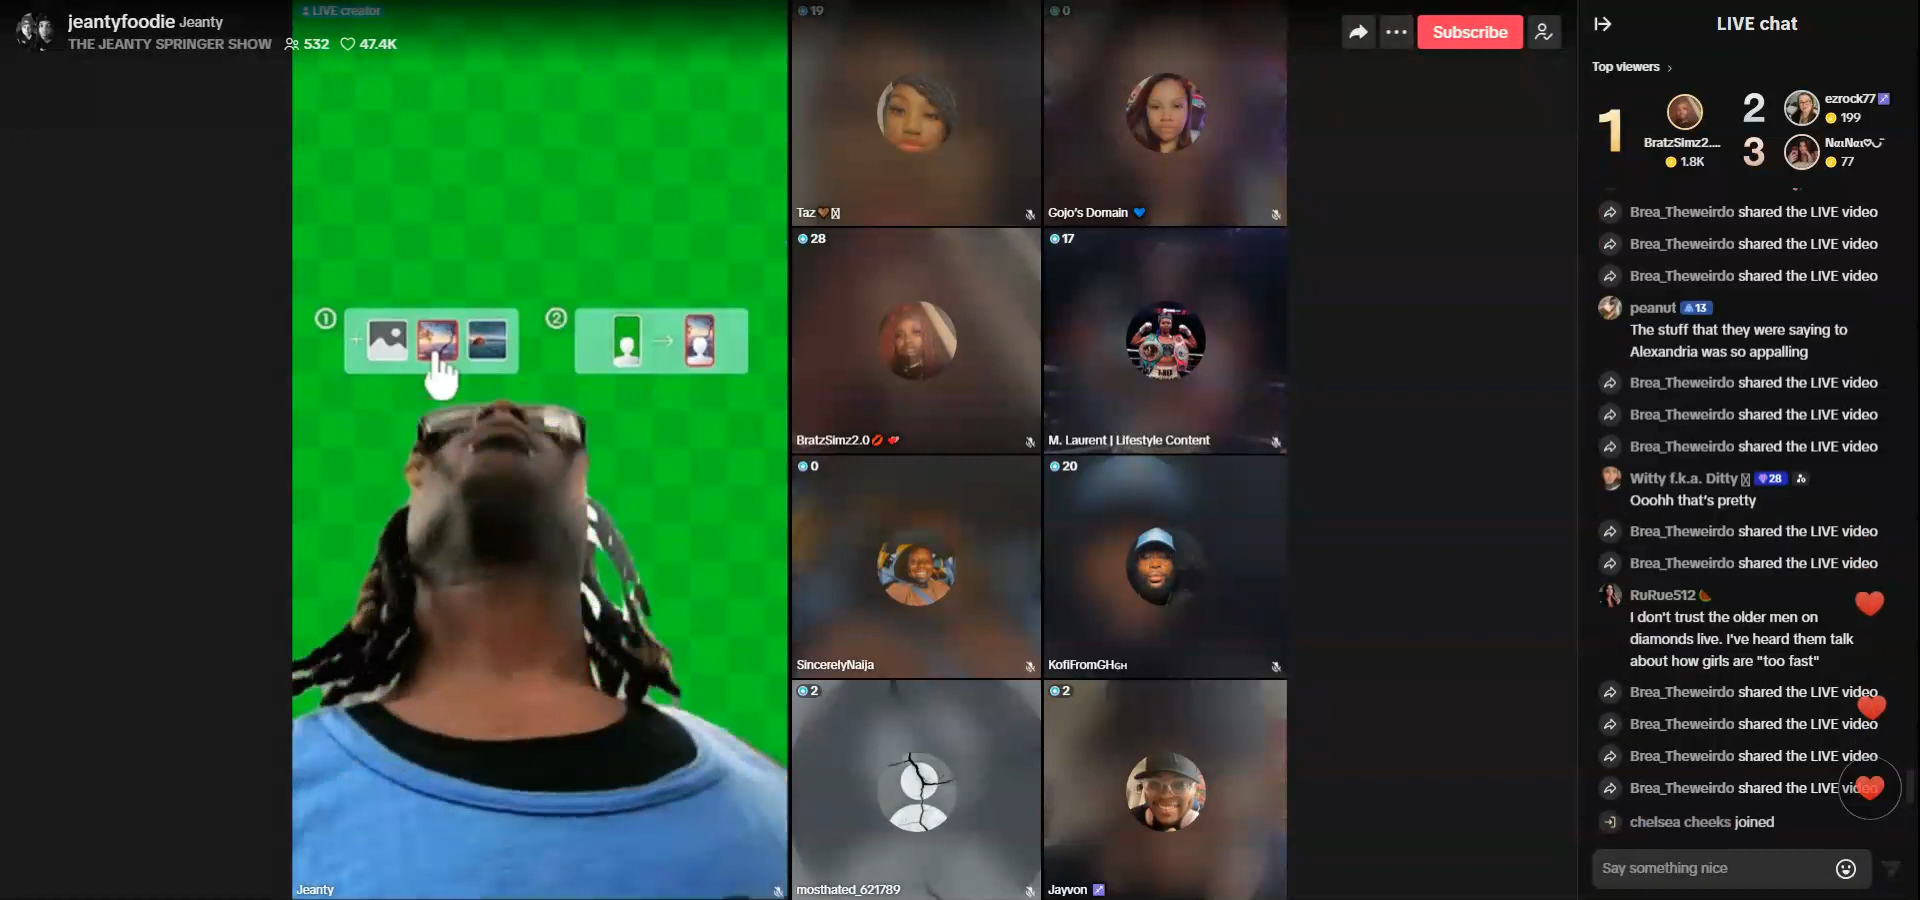 jeantyfoodie Jeanty
THE JEANTY SPRINGER SHOW 532 47.4K
LIVE creator
1
2
Jeanty
19
Taz
0
Gojo's Domain
28
BratzSimz2.0
17
M. Laurent | Lifestyle Content
0
SincerelyNaija
20
KofiFromGHGH
2
mosthated_621789
2
Jayvon
Subscribe
LIVE chat
Top viewers
1
BratzSimz2....
1.8K
2
ezrock77
199
3
NαιNαι
77
Brea_Theweirdo shared the LIVE video
Brea_Theweirdo shared the LIVE video
Brea_Theweirdo shared the LIVE video
peanut 13
The stuff that they were saying to
Alexandria was so appalling
Brea_Theweirdo shared the LIVE video
Brea_Theweirdo shared the LIVE video
Brea_Theweirdo shared the LIVE video
Witty f.k.a. Ditty 28
Ooohh that's pretty
Brea_Theweirdo shared the LIVE video
Brea_Theweirdo shared the LIVE video
RuRue512
I don't trust the older men on
diamonds live. I've heard them talk
about how girls are "too fast"
Brea_Theweirdo shared the LIVE video
Brea_Theweirdo shared the LIVE video
Brea_Theweirdo shared the LIVE video
Brea_Theweirdo shared the LIVE video
chelsea cheeks joined
Say something nice